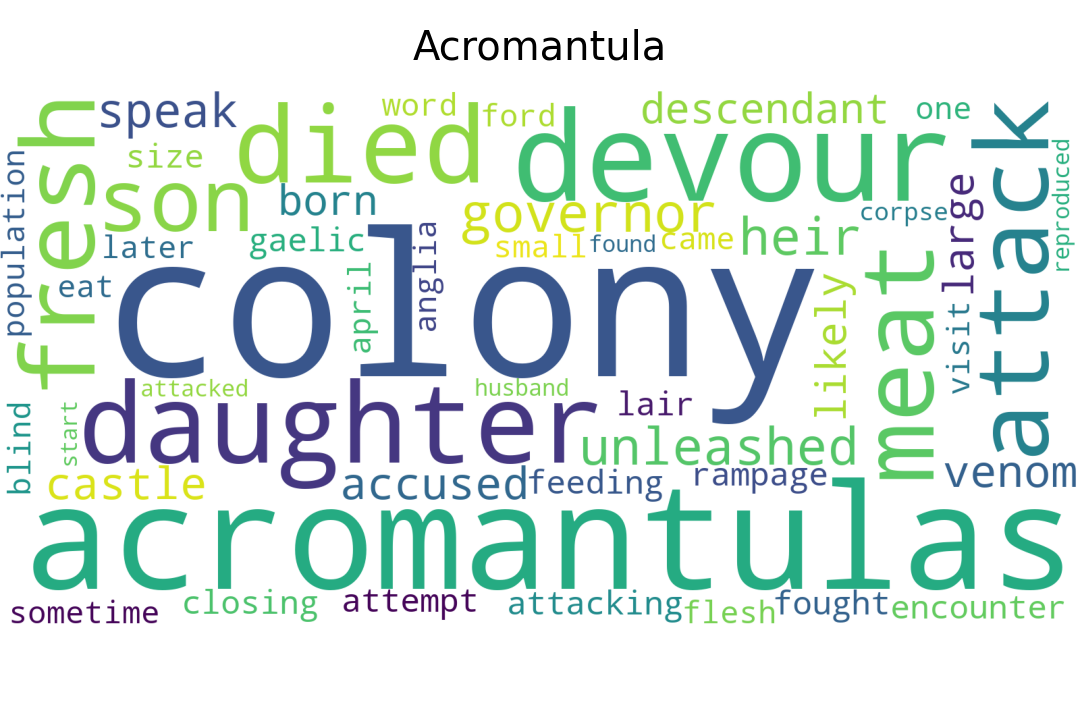 Acromantula
speak
word
ford
descendant
one
died
devour
attack
fresh
size
son
born
governor
corpse
large
reproduced
population
later
gaelic
small
found
came
heir
eat
colony
april
anglia
likely
meat
visit
attacked
husband
daughter
lair
blind
start
unleashed
castle
accused
feeding
rampage
venom
acromantulas
sometime
closing
attempt
attacking
flesh
fought
encounter